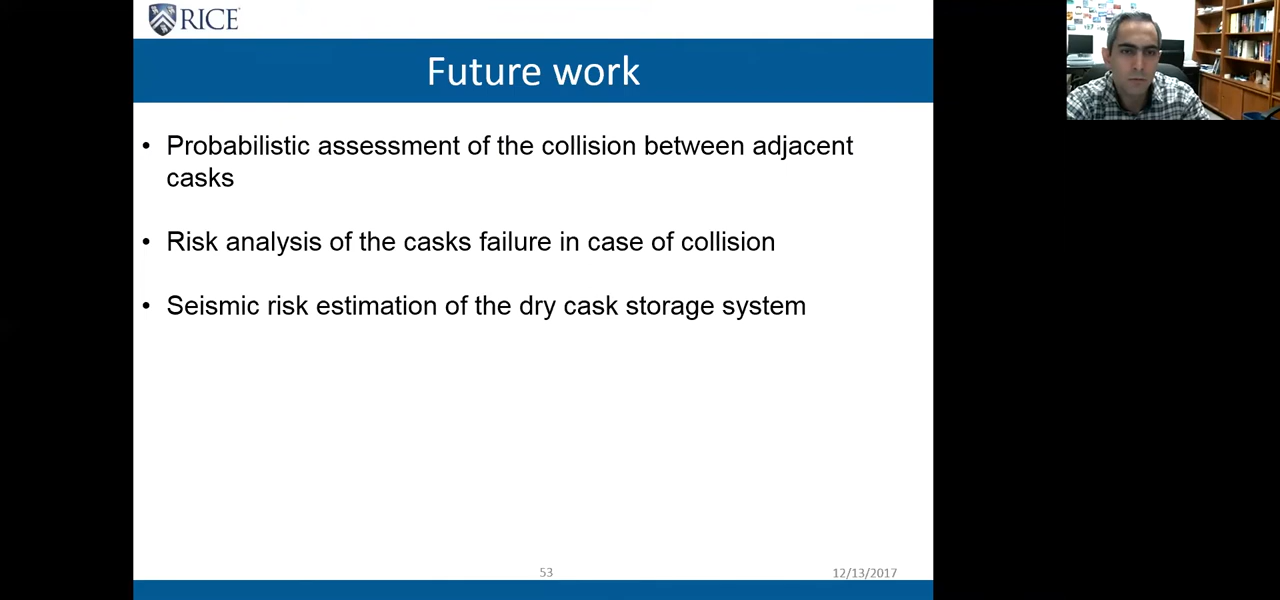 RICE
Future work
• Probabilistic assessment of the collision between adjacent
casks
• Risk analysis of the casks failure in case of collision
• Seismic risk estimation of the dry cask storage system
53
12/13/2017